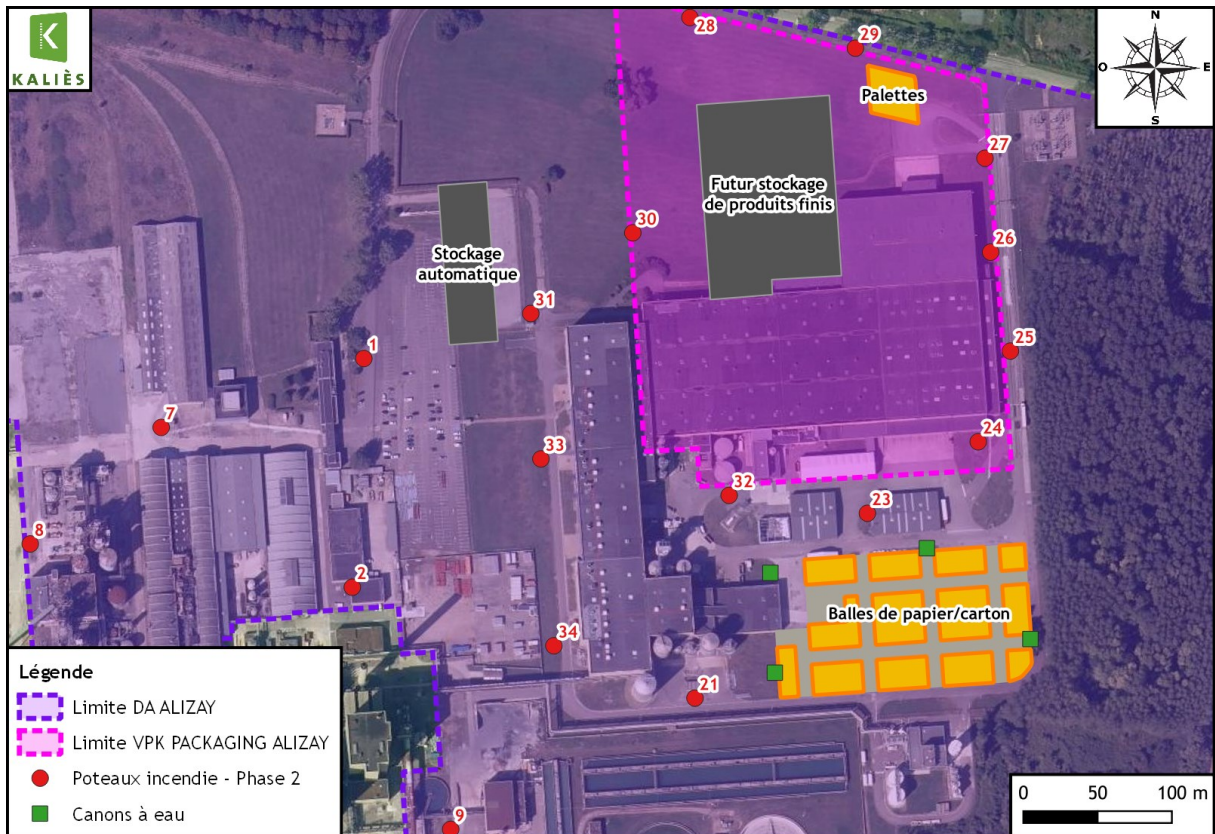 K
KALIÈS
28
29
N
O
E
S
Palettes
27
Futur stockage
de produits finis
30
26
Stockage
automatique
31
25
1
7
24
33
32
23
8
2
Balles de papier/carton
34
21
9
Légende
Limite DA ALIZAY
Limite VPK PACKAGING ALIZAY
Poteaux incendie - Phase 2
Canons à eau
0 50 100 m